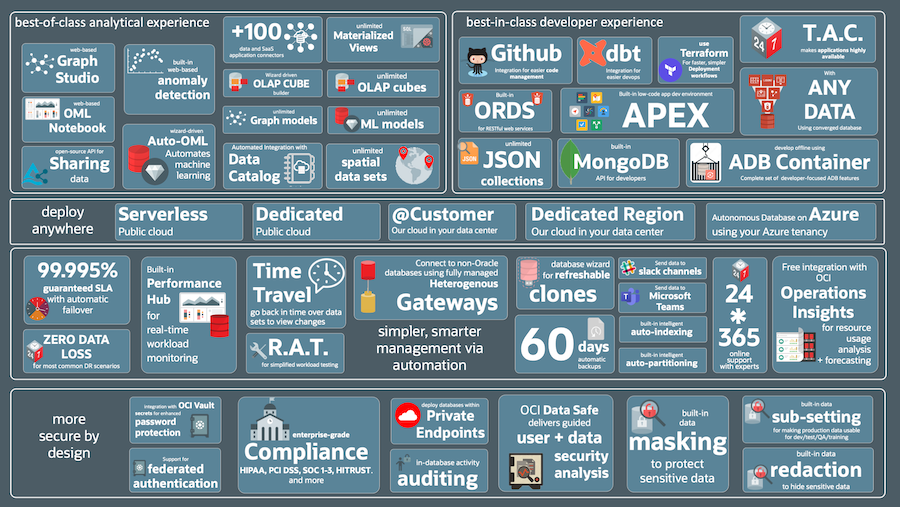 best-of-class analytical experience
web-based
Graph
Studio
built-in
web-based
anomaly
detection
+100
data and SaaS
application connectors
unlimited
Materialized
Views
SQL
Wizard-driven
OLAP CUBE
builder
unlimited
OLAP cubes
web-based
OML
Notebook
unlimited
Graph models
unlimited
ML models
open-source API for
Sharing
data
wizard-driven
Auto-OML
Automates
machine
learning
Automated Integration with
Data
Catalog
unlimited
spatial
data sets
best-in-class developer experience
Github
Integration for easier code
management
dbt
Integration for
easier devops
use
Terraform
For faster, simpler
Deployment
workflows
24
7
T.A.C.
makes applications highly
available
Built-in
ORDS
for RESTful web services
Built-in low-code app dev environment
APEX
With
ANY
DATA
Using converged database
unlimited
JSON
JSON
collections
built-in
MongoDB
API for developers
develop offline using
ADB Container
Complete set of developer-focused ADB features
deploy
anywhere
Serverless
Public cloud
Dedicated
Public cloud
@Customer
Our cloud in your data center
Dedicated Region
Our cloud in your data center
Autonomous Database on Azure
using your Azure tenancy
99.995%
guaranteed SLA
with automatic
failover
ZERO DATA
LOSS
for most common DR scenarios
24
7
Built-in
Performance
Hub
for
real-time
workload
monitoring
Time
Travel
go back in time over data
sets to view changes
R.A.T.
for simplified workload testing
Connect to non-Oracle
databases using fully managed
Heterogenous
Gateways
simpler, smarter
management via
automation
database wizard
for refreshable
clones
60 days
automatic
backups
Send data to
slack channels
Send data to
Microsoft
Teams
built-in intelligent
auto-indexing
built-in intelligent
auto-partitioning
24
7
24
*
365
online
support
with experts
Free integration with
OCI
Operations
Insights
for resource
usage
analysis
+ forecasting
more
secure by
design
Integration with OCI Vault
secrets for enhanced
password
protection
Support for
federated
authentication
enterprise-grade
Compliance
HIPAA, PCI DSS, SOC 1-3, HITRUST.
and more
deploy databases within
Private
Endpoints
in-database activity
auditing
OCI Data Safe
delivers guided
user + data
security
analysis
built-in
data
masking
to protect
sensitive data
built-in data
sub-setting
for making production data usable
for dev/test/QA/training
built-in data
redaction
to hide sensitive data